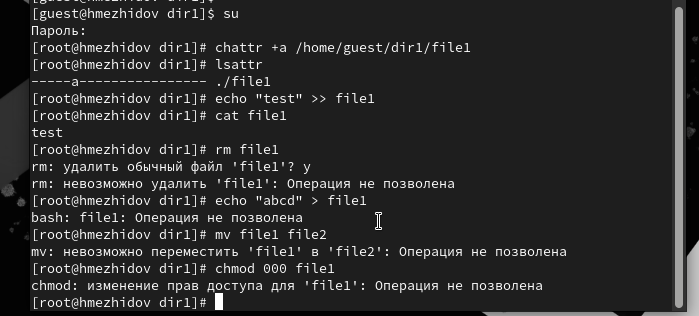 [guest@hmezhidov dir1]$
[guest@hmezhidov dir1]$ su
Пароль:
[root@hmezhidov dir1]# chattr +a /home/guest/dir1/file1
[root@hmezhidov dir1]# lsattr
-----a---------------- ./file1
[root@hmezhidov dir1]# echo "test" >> file1
[root@hmezhidov dir1]# cat file1
test
[root@hmezhidov dir1]# rm file1
rm: удалить обычный файл 'file1'? y
rm: невозможно удалить 'file1': Операция не позволена
[root@hmezhidov dir1]# echo "abcd" > file1
bash: file1: Операция не позволена
[root@hmezhidov dir1]# mv file1 file2
mv: невозможно переместить 'file1' в 'file2': Операция не позволена
[root@hmezhidov dir1]# chmod 000 file1
chmod: изменение прав доступа для 'file1': Операция не позволена
[root@hmezhidov dir1]#